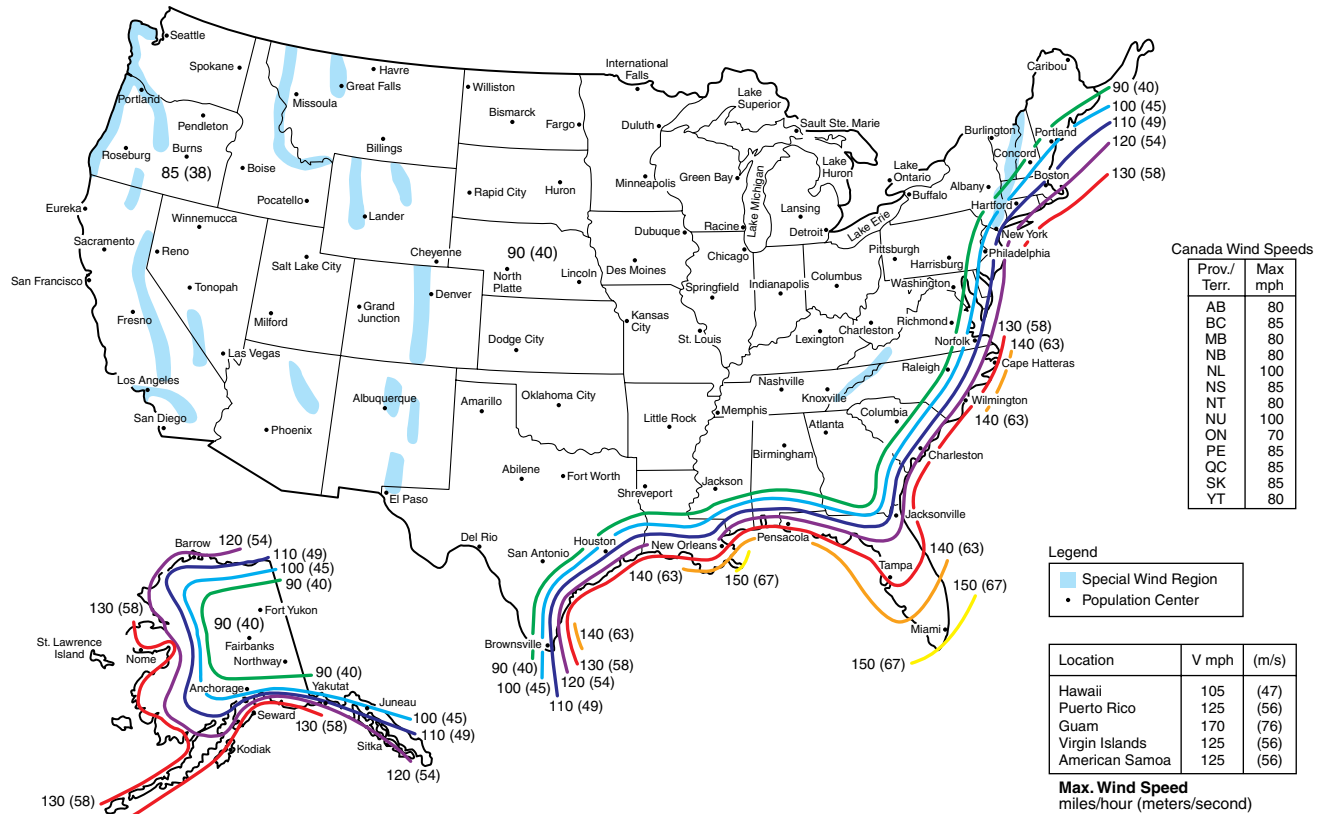 Seattle
Spokane
Portland
Pendleton
Roseburg
Burns
85 (38)
Boise
Pocatello
Missoula
Havre
Great Falls
Billings
Lander
Cheyenne
Eureka
Winnemucca
Sacramento
Reno
San Francisco
Tonopah
Fresno
Las Vegas
Los Angeles
San Diego
Salt Lake City
Milford
Grand
Junction
Denver
Phoenix
Albuquerque
El Paso
Williston
Bismarck
Fargo
Rapid City
Huron
90 (40)
North
Platte
Lincoln
Dodge City
Amarillo
Oklahoma City
Abilene
Fort Worth
Del Rio
San Antonio
Houston
Brownsville
International
Falls
Duluth
Minneapolis
Green Bay
Dubuque
Racine
Des Moines
Chicago
Springfield
Kansas
City
St. Louis
Little Rock
Shreveport
Jackson
New Orleans
Memphis
Nashville
Knoxville
Birmingham
Atlanta
Pensacola
Lake
Superior
Sault Ste. Marie
Lake
Huron
Lake Michigan
Lansing
Detroit
Lake Erie
Lake
Ontario
Buffalo
Indianapolis
Columbus
Lexington
Charleston
Pittsburgh
Harrisburg
Washington
Richmond
Norfolk
Raleigh
Cape Hatteras
Wilmington
Columbia
Charleston
Jacksonville
Tampa
Miami
Caribou
Burlington
Portland
Concord
Albany
Boston
Hartford
New York
Philadelphia
90 (40)
100 (45)
110 (49)
120 (54)
130 (58)
130 (58)
140 (63)
140 (63)
140 (63)
150 (67)
150 (67)
140 (63)
150 (67)
140 (63)
130 (58)
120 (54)
110 (49)
100 (45)
90 (40)
Barrow
120 (54)
110 (49)
100 (45)
90 (40)
130 (58)
St. Lawrence
Island
Nome
Fort Yukon
90 (40)
Fairbanks
Northway
90 (40)
Anchorage
Yakutat
Juneau
Seward
130 (58)
100 (45)
110 (49)
Kodiak
Sitka
120 (54)
130 (58)
Canada Wind Speeds
Prov./ Max
Terr. mph
AB 80
BC 85
MB 80
NB 80
NL 100
NS 85
NT 80
NU 100
ON 70
PE 85
QC 85
SK 85
YT 80
Legend
Special Wind Region
Population Center
Location V mph (m/s)
Hawaii 105 (47)
Puerto Rico 125 (56)
Guam 170 (76)
Virgin Islands 125 (56)
American Samoa 125 (56)
Max. Wind Speed
miles/hour (meters/second)